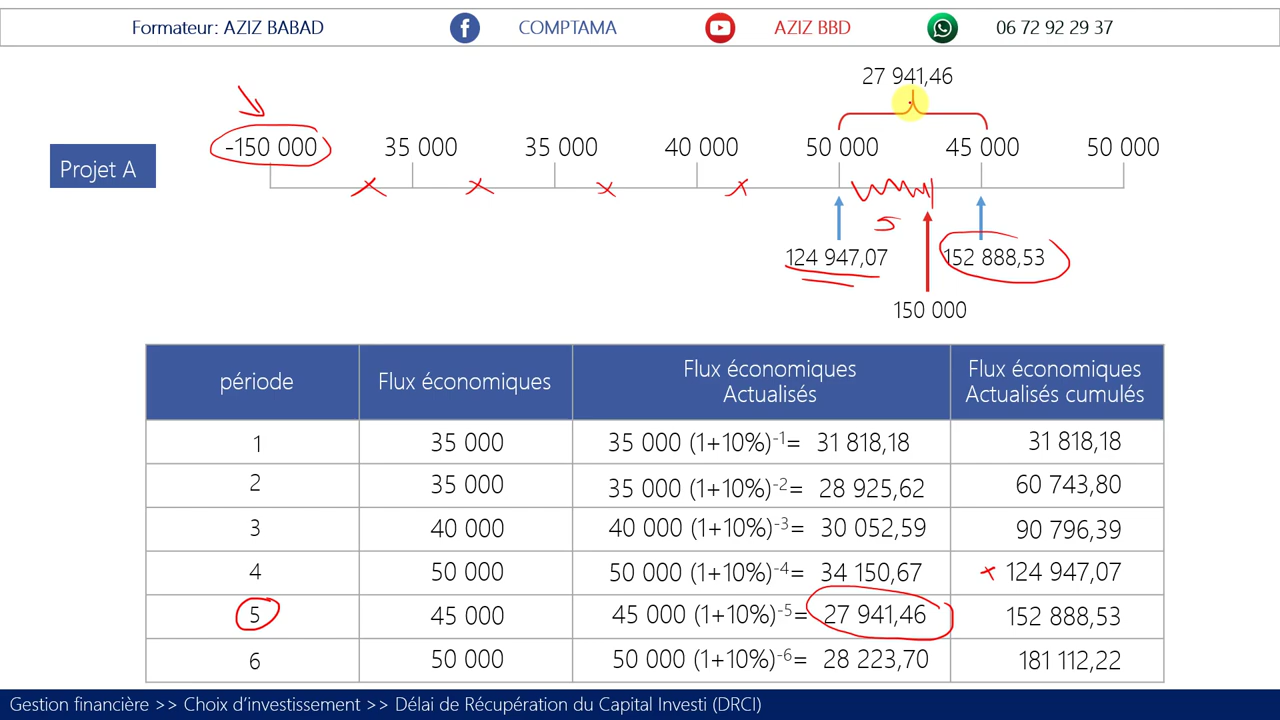 Formateur: AZIZ BABAD COMPTAMA AZIZ BBD 06 72 92 29 37
27 941,46
Projet A -150 000 35 000 35 000 40 000 50 000 45 000 50 000
5
124 947,07 152 888,53
150 000
période Flux économiques Flux économiques Actualisés Flux économiques Actualisés cumulés
1 35 000 35 000 (1+10%)⁻¹= 31 818,18 31 818,18
2 35 000 35 000 (1+10%)⁻²= 28 925,62 60 743,80
3 40 000 40 000 (1+10%)⁻³= 30 052,59 90 796,39
4 50 000 50 000 (1+10%)⁻⁴= 34 150,67 124 947,07
5 45 000 45 000 (1+10%)⁻⁵= 27 941,46 152 888,53
6 50 000 50 000 (1+10%)⁻⁶= 28 223,70 181 112,22
Gestion financière >> Choix d’investissement >> Délai de Récupération du Capital Investi (DRCI)